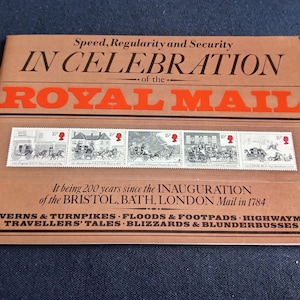 Speed, Regularity and Security
IN CELEBRATION
of the
ROYAL MAIL
It being 200 years since the INAUGURATION
of the BRISTOL, BATH, LONDON Mail in 1784
VERNS & TURNPIKES · FLOODS & FOOTPADS · HIGHWAYM
TRAVELLERS' TALES · BLIZZARDS & BLUNDERBUSSES